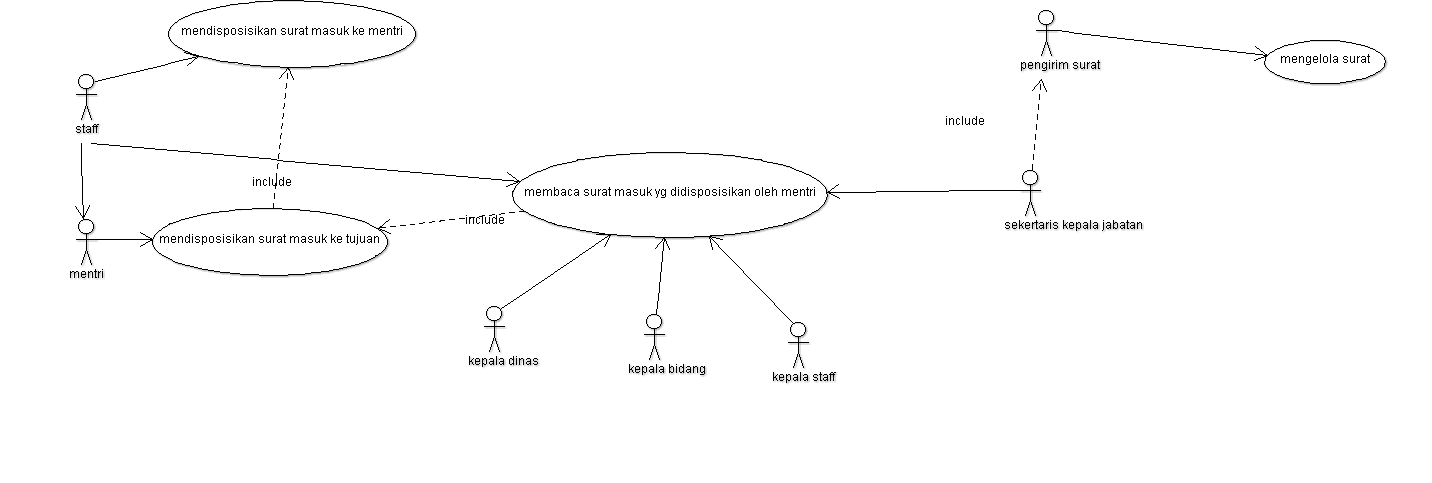 mendisposisikan surat masuk ke mentri
pengirim surat
mengelola surat
staff
include
include
membaca surat masuk yg didisposisikan oleh mentri
include
sekertaris kepala jabatan
mendisposisikan surat masuk ke tujuan
mentri
kepala dinas
kepala bidang
kepala staff